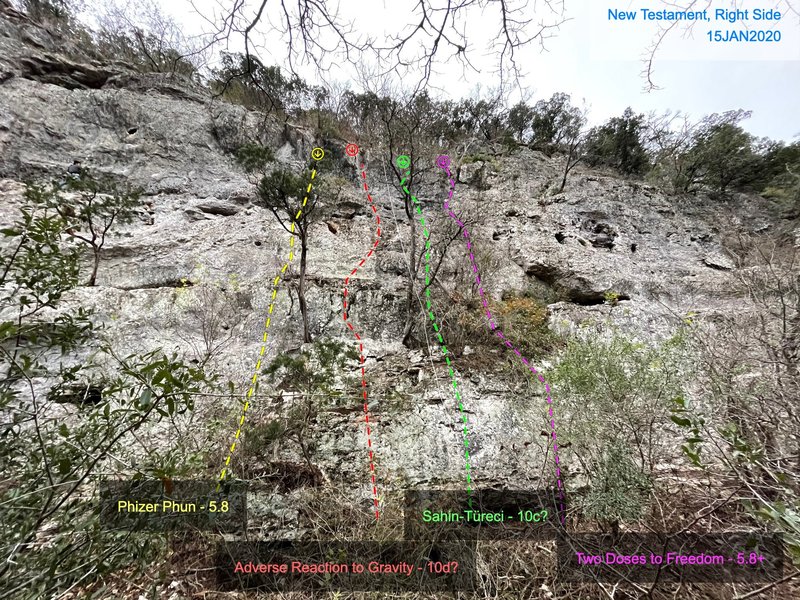 New Testament, Right Side
15JAN2020
Phizer Phun - 5.8
Sahin-Türeci - 10c?
Adverse Reaction to Gravity - 10d?
Two Doses to Freedom - 5.8+